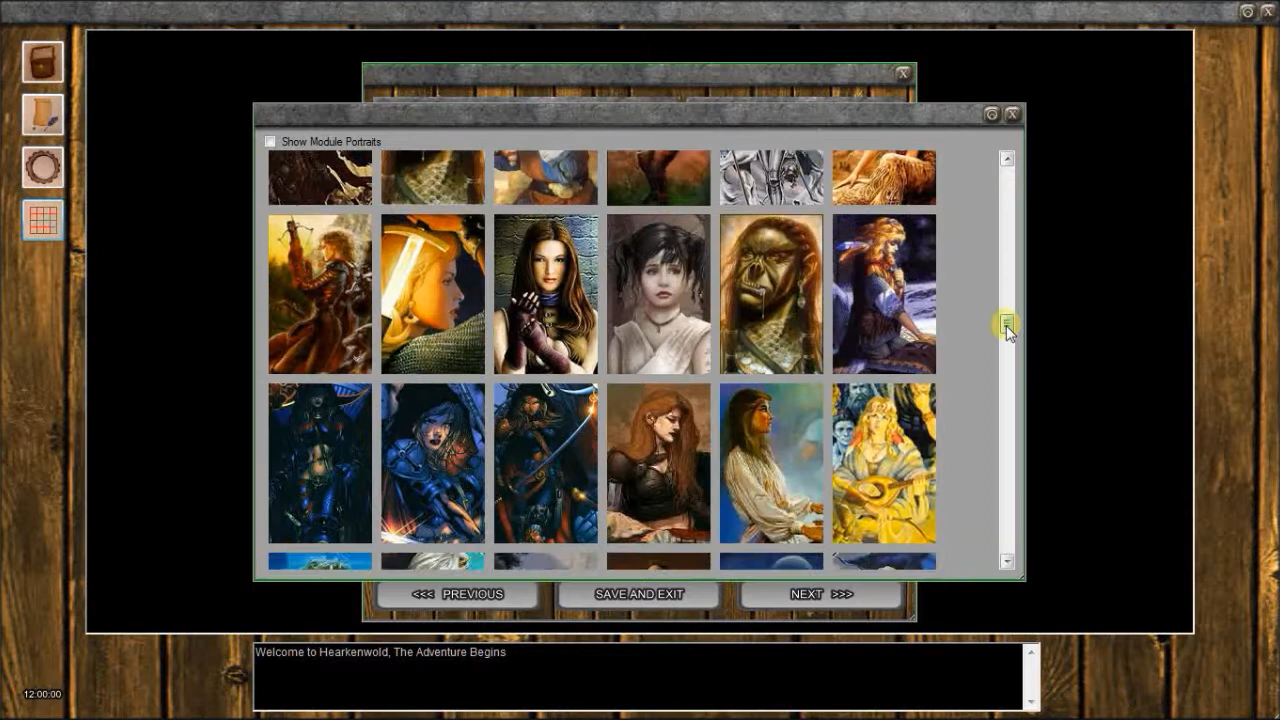 X
X
X
Show Module Portraits
<<< PREVIOUS
SAVE AND EXIT
NEXT >>>
Welcome to Hearkenwold, The Adventure Begins
12:00:00